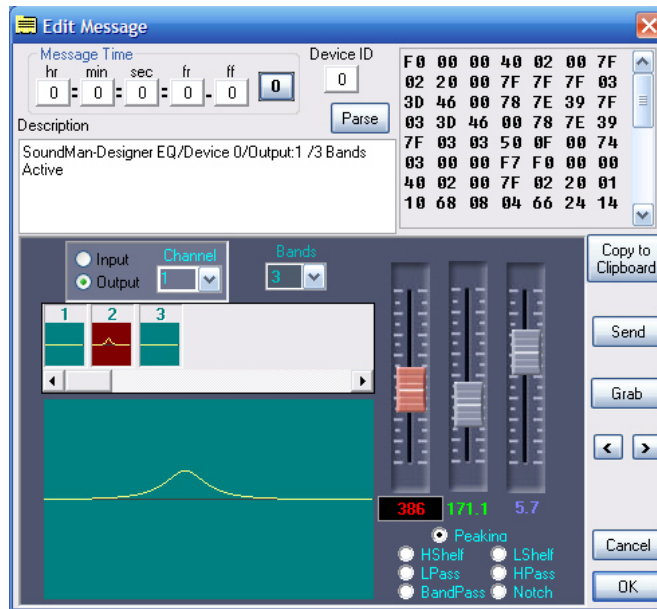 Edit Message
Message Time
hr min sec fr ff
0 : 0 : 0 : 0 . 0 0
Device ID
0
Description
Parse
SoundMan-Designer EQ/Device 0/Output:1 /3 Bands
Active
F0 00 00 40 02 00 7F
02 20 00 7F 7F 7F 03
3D 46 00 78 7E 39 7F
03 3D 46 00 78 7E 39
7F 03 03 50 0F 00 74
03 00 00 F7 F0 00 00
40 02 00 7F 02 20 01
10 68 08 04 66 24 14
Input
Output
Channel
1
Bands
3
1 2 3
386 171.1 5.7
Peaking
HShelf LShelf
LPass HPass
BandPass Notch
Copy to
Clipboard
Send
Grab
< >
Cancel
OK